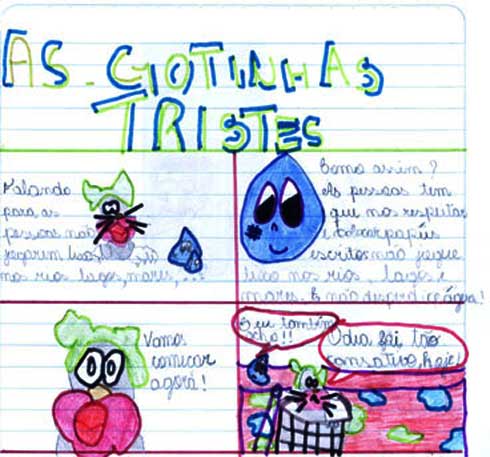 AS GOTINHAS
TRISTES
Falando
para as
pessoas não
jogarem lixo
nos rios lagos, mares, ...
Como assim?
As pessoas tem
que nos respeitar
e colocar papéis
escritos não jogue
lixo nos rios, lagos e
mares. E não água!
Vamos
começar
agora!
E eu também
acho!!
O dia foi tão
cansativo, hoje!